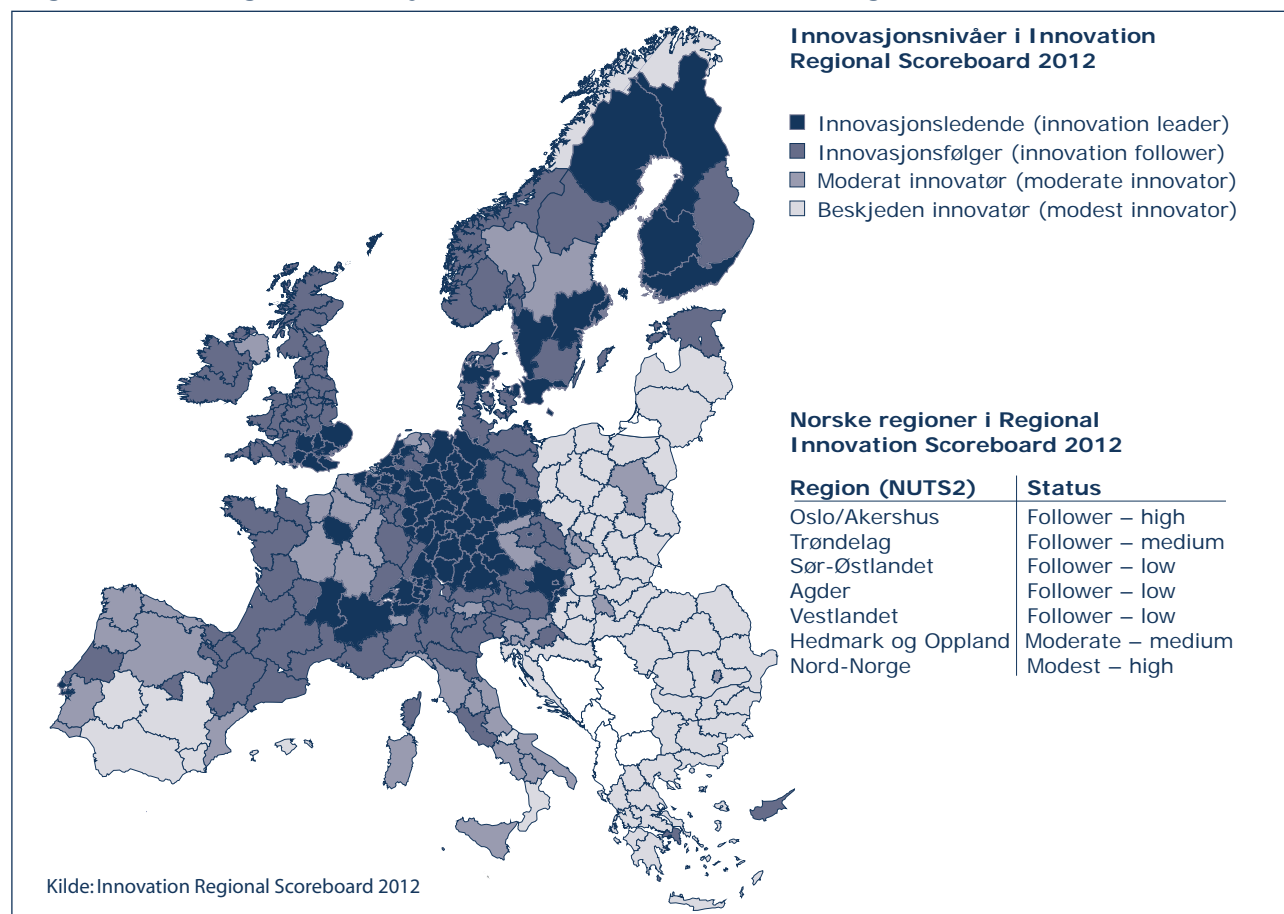 Innovasjonsnivåer i Innovation
Regional Scoreboard 2012
Innovasjonsledende (innovation leader)
Innovasjonsfølger (innovation follower)
Moderat innovatør (moderate innovator)
Beskjeden innovatør (modest innovator)
Norske regioner i Regional
Innovation Scoreboard 2012
Region (NUTS2) Status
Oslo/Akershus Follower – high
Trøndelag Follower – medium
Sør-Østlandet Follower – low
Agder Follower – low
Vestlandet Follower – low
Hedmark og Oppland Moderate – medium
Nord-Norge Modest – high
Kilde: Innovation Regional Scoreboard 2012